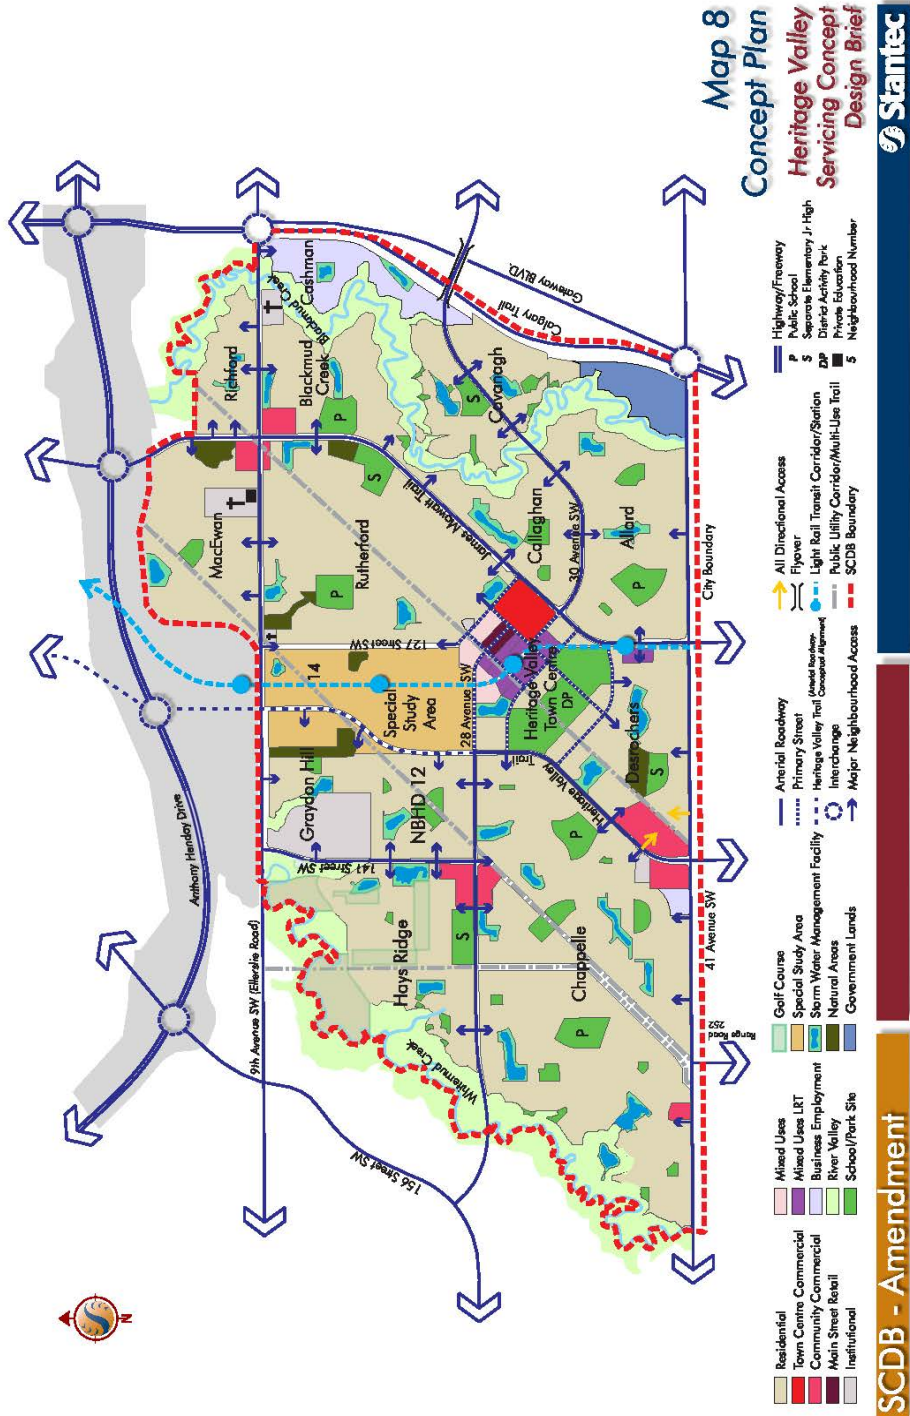 Map 8
Concept Plan
Heritage Valley
Servicing Concept
Design Brief
Stantec
SCDB - Amendment
N
Anthony Henday Drive
9th Avenue SW (Ellerslie Road)
156 Street SW
Whitemud Creek
Hays Ridge
141 Street SW
Graydon Hill
NBHD 12
14
Special
Study
Area
127 Street SW
28 Avenue SW
MacEwan
Rutherford
P
Richford
Blackmud
Creek
P
S
Cashman
Blackmud Creek
James Mowatt Trail
Cavanagh
S
Callaghan
30 Avenue SW
Allard
P
Calgary Trail
Gateway BLVD.
Heritage Valley
Town Centre
DP
Heritage Valley
Trail
Desrochers
S
P
P
S
Chappelle
P
41 Avenue SW
City Boundary
Range Road
252
Residential
Town Centre Commercial
Community Commercial
Main Street Retail
Institutional
Mixed Uses
Mixed Uses LRT
Business Employment
River Valley
School/Park Site
Golf Course
Special Study Area
Storm Water Management Facility
Natural Areas
Government Lands
Arterial Roadway
Primary Street
Heritage Valley Trail (Arterial Roadway-
Conceptual Alignment)
Interchange
Major Neighbourhood Access
All Directional Access
Flyover
Light Rail Transit Corridor/Station
Public Utility Corridor/Multi-Use Trail
SCDB Boundary
Highway/Freeway
P Public School
S Separate Elementary Jr High
DP District Activity Park
Private Education
5 Neighbourhood Number